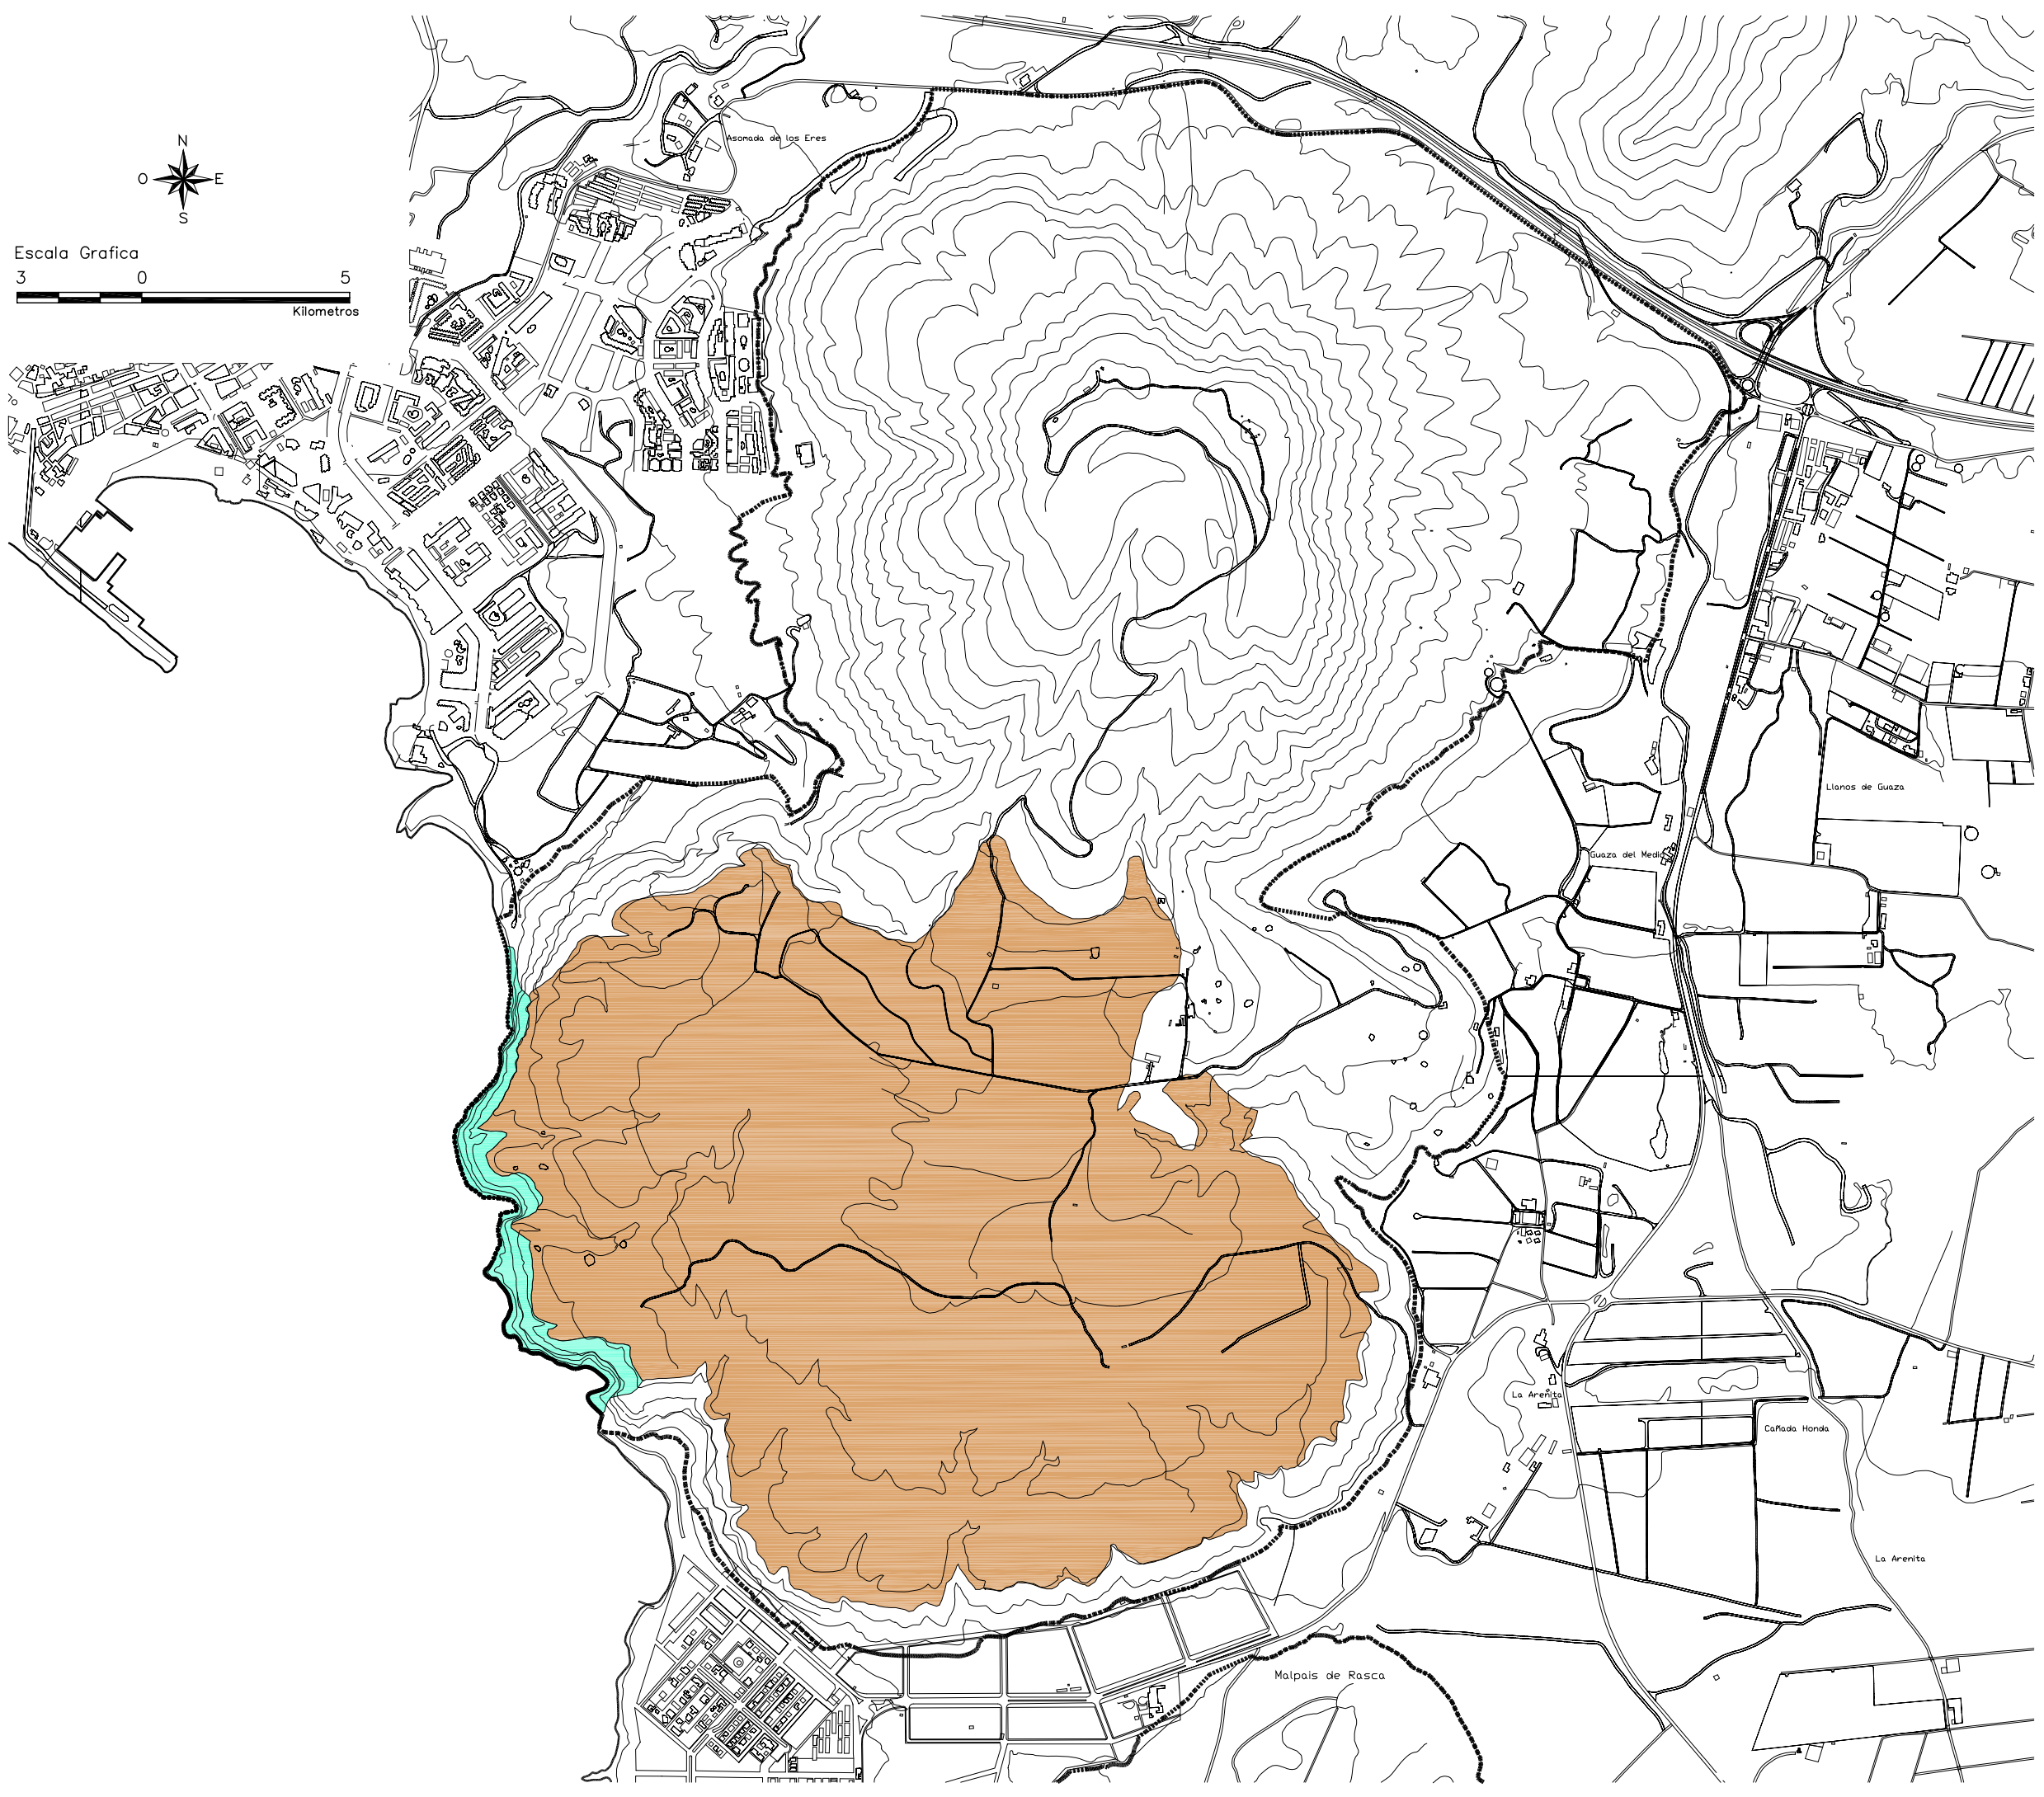 N
O E
S
Escala Grafica
3 0 5
Kilometros
Asomada de los Eres
Llanos de Guaza
Guaza del Medio
La Arenita
Cañada Honda
La Arenita
Malpais de Rasca